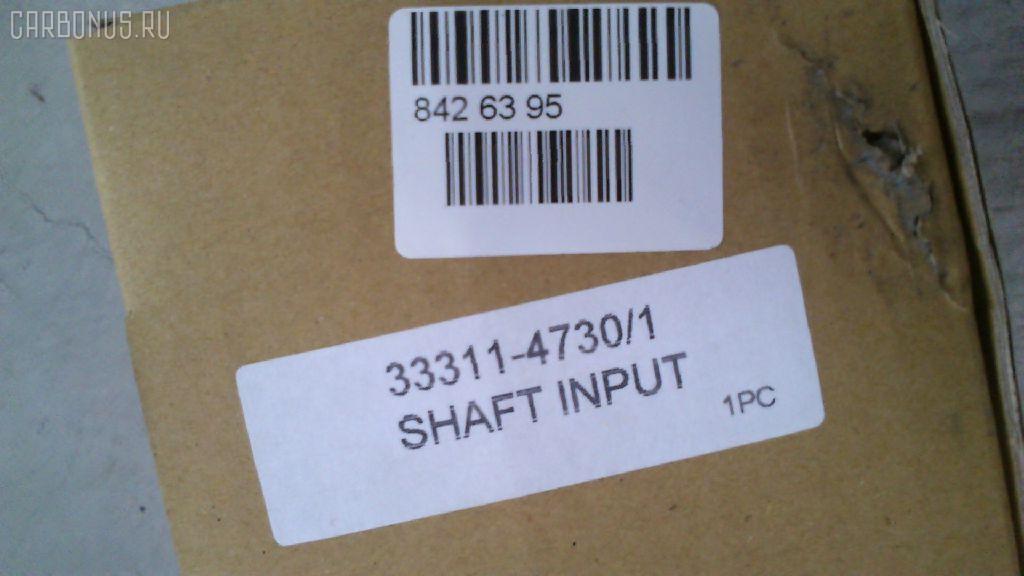 CARBONUS.RU
842 63 95
33311-4730/1
SHAFT INPUT
1PC